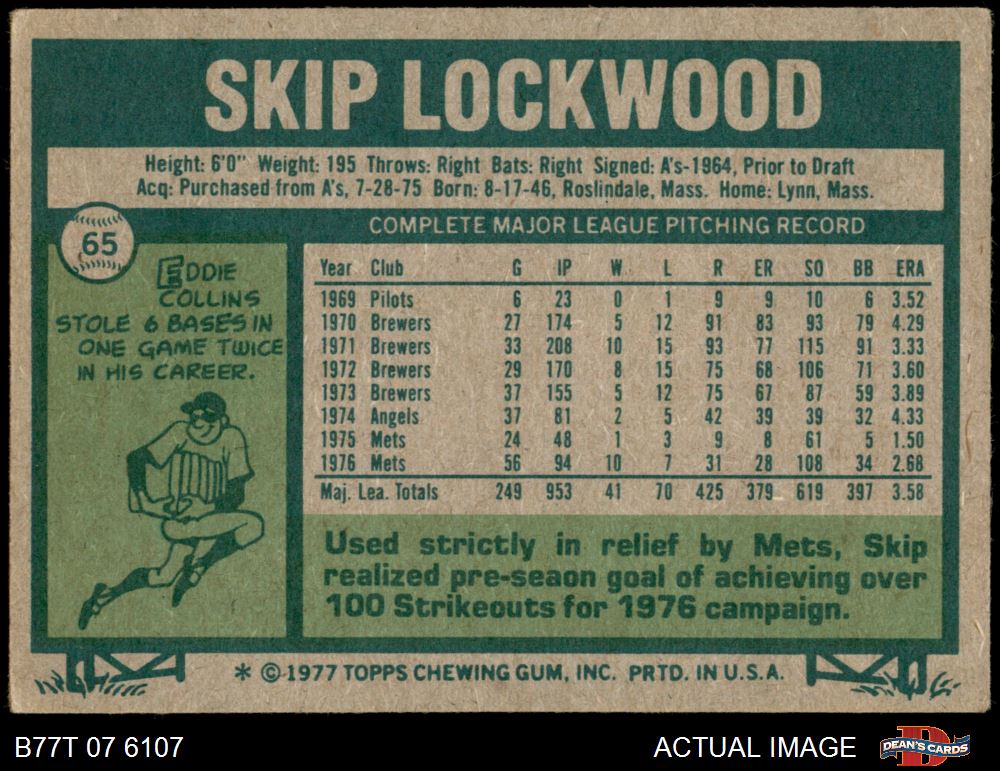 SKIP LOCKWOOD
Height: 6'0" Weight: 195 Throws: Right Bats: Right Signed: A's-1964, Prior to Draft
Acq: Purchased from A's, 7-28-75 Born: 8-17-46, Roslindale, Mass. Home: Lynn, Mass.
65
EDDIE
COLLINS
STOLE 6 BASES IN
ONE GAME TWICE
IN HIS CAREER.
COMPLETE MAJOR LEAGUE PITCHING RECORD
Year Club G IP W L R ER SO BB ERA
1969 Pilots 6 23 0 1 9 9 10 6 3.52
1970 Brewers 27 174 5 12 91 83 93 79 4.29
1971 Brewers 33 208 10 15 93 77 115 91 3.33
1972 Brewers 29 170 8 15 75 68 106 71 3.60
1973 Brewers 37 155 5 12 75 67 87 59 3.89
1974 Angels 37 81 2 5 42 39 39 32 4.33
1975 Mets 24 48 1 3 9 8 61 5 1.50
1976 Mets 56 94 10 7 31 28 108 34 2.68
Maj. Lea. Totals 249 953 41 70 425 379 619 397 3.58
Used strictly in relief by Mets, Skip
realized pre-seaon goal of achieving over
100 Strikeouts for 1976 campaign.
* © 1977 TOPPS CHEWING GUM, INC. PRTD. IN U.S.A.
B77T 07 6107
ACTUAL IMAGE
DEAN'S CARDS